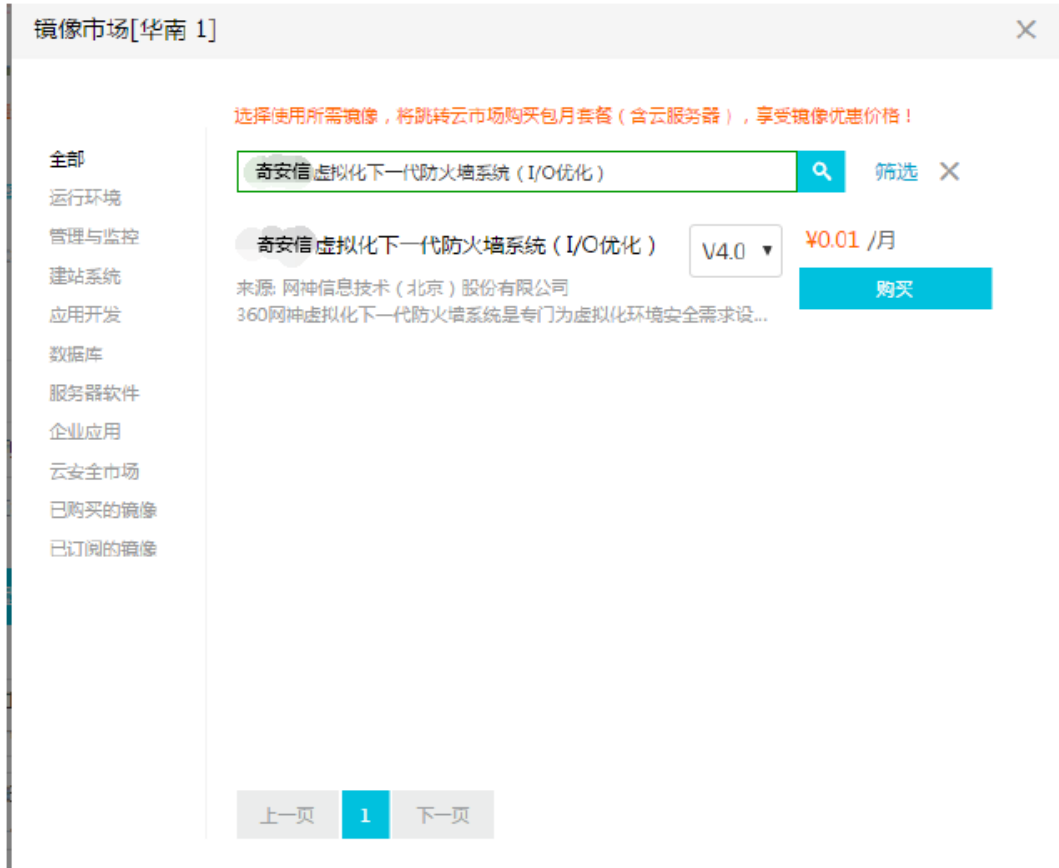 镜像市场[华南 1]
选择使用所需镜像，将跳转云市场购买包月套餐（含云服务器），享受镜像优惠价格！
全部
运行环境
管理与监控
建站系统
应用开发
数据库
服务器软件
企业应用
云安全市场
已购买的镜像
已订阅的镜像
奇安信虚拟化下一代防火墙系统（I/O优化）
筛选
奇安信虚拟化下一代防火墙系统（I/O优化）
V4.0
¥0.01 /月
购买
来源: 网神信息技术（北京）股份有限公司
360网神虚拟化下一代防火墙系统是专门为虚拟化环境安全需求设...
上一页 1 下一页